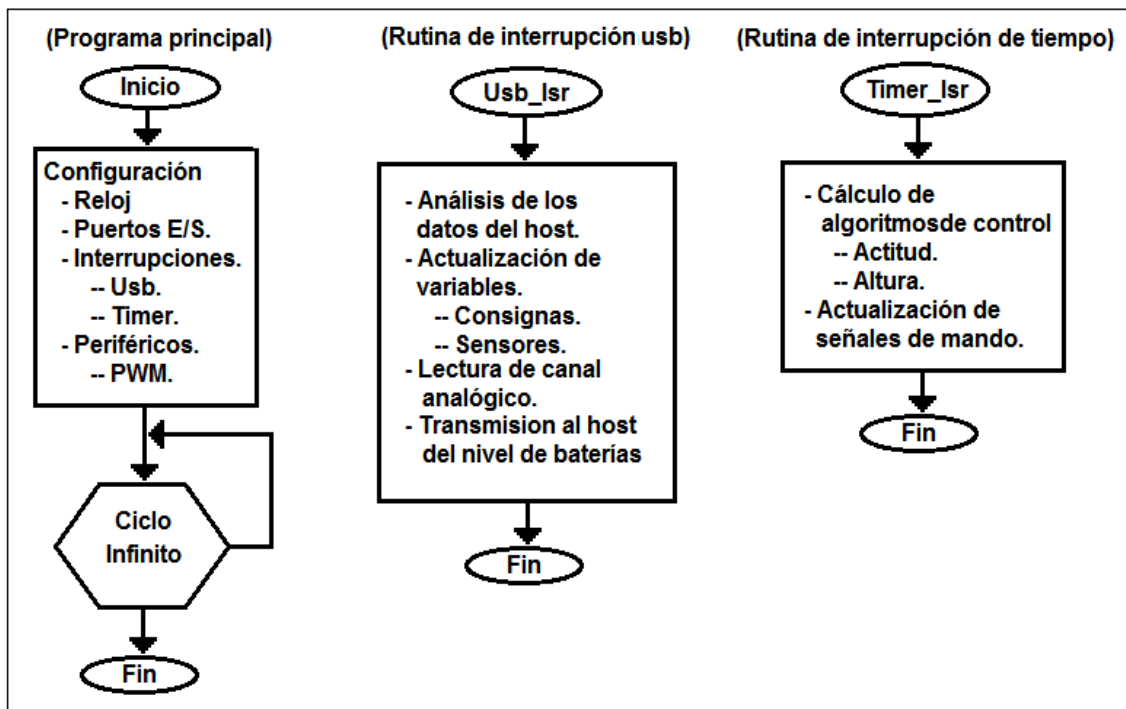 (Programa principal)
Inicio
Configuración
- Reloj
- Puertos E/S.
- Interrupciones.
-- Usb.
-- Timer.
- Periféricos.
-- PWM.
Ciclo
Infinito
Fin
(Rutina de interrupción usb)
Usb_Isr
- Análisis de los
datos del host.
- Actualización de
variables.
-- Consignas.
-- Sensores.
- Lectura de canal
analógico.
- Transmision al host
del nivel de baterías
Fin
(Rutina de interrupción de tiempo)
Timer_Isr
- Cálculo de
algoritmosde control
-- Actitud.
-- Altura.
- Actualización de
señales de mando.
Fin